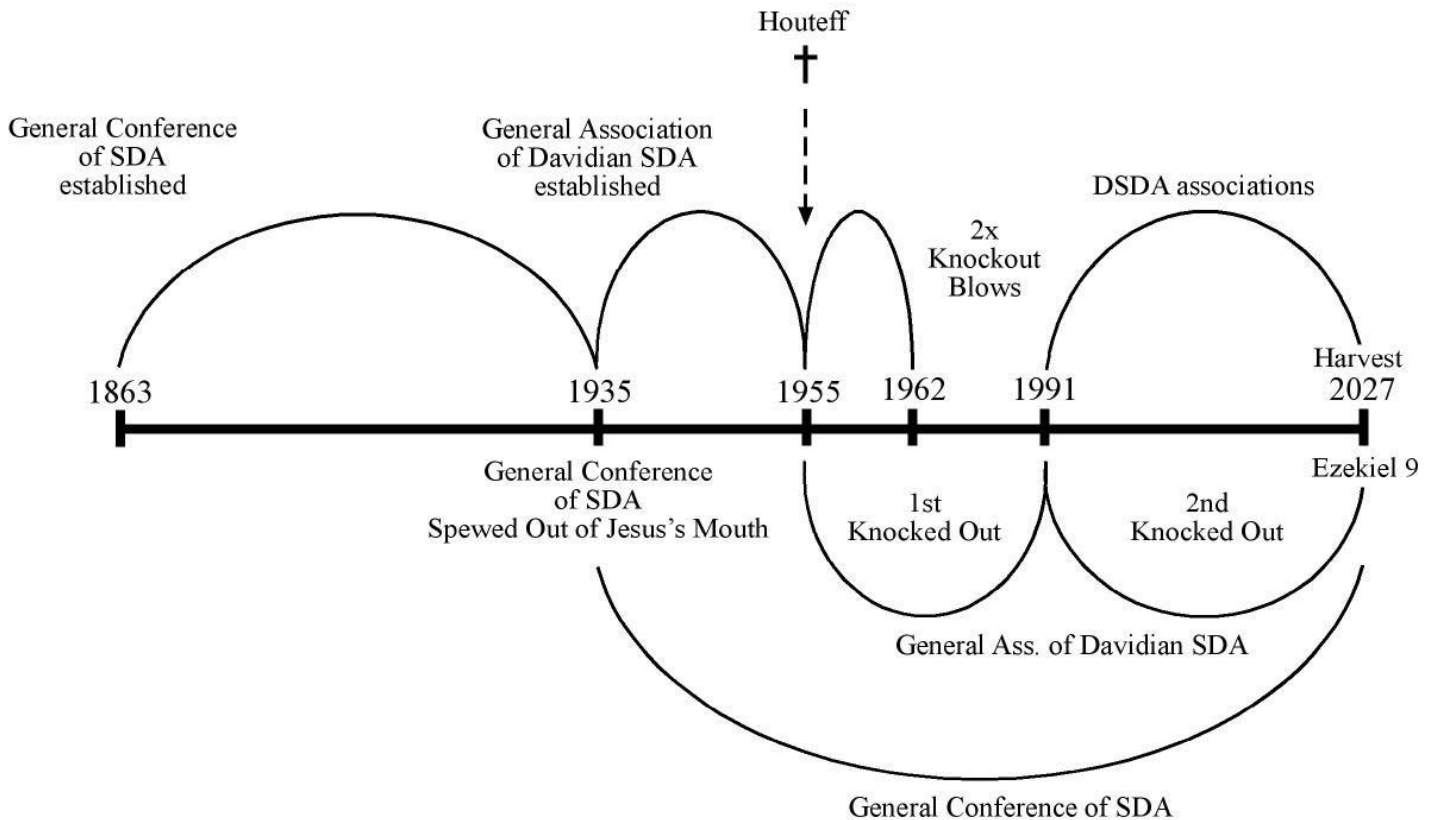 Houteff
General Conference
of SDA
established
General Association
of Davidian SDA
established
DSDA associations
2x
Knockout
Blows
Harvest
1863
1935
1955
1962
1991
2027
General Conference
of SDA
Spewed Out of Jesus's Mouth
1st
Knocked Out
2nd
Knocked Out
Ezekiel 9
General Ass. of Davidian SDA
General Conference of SDA